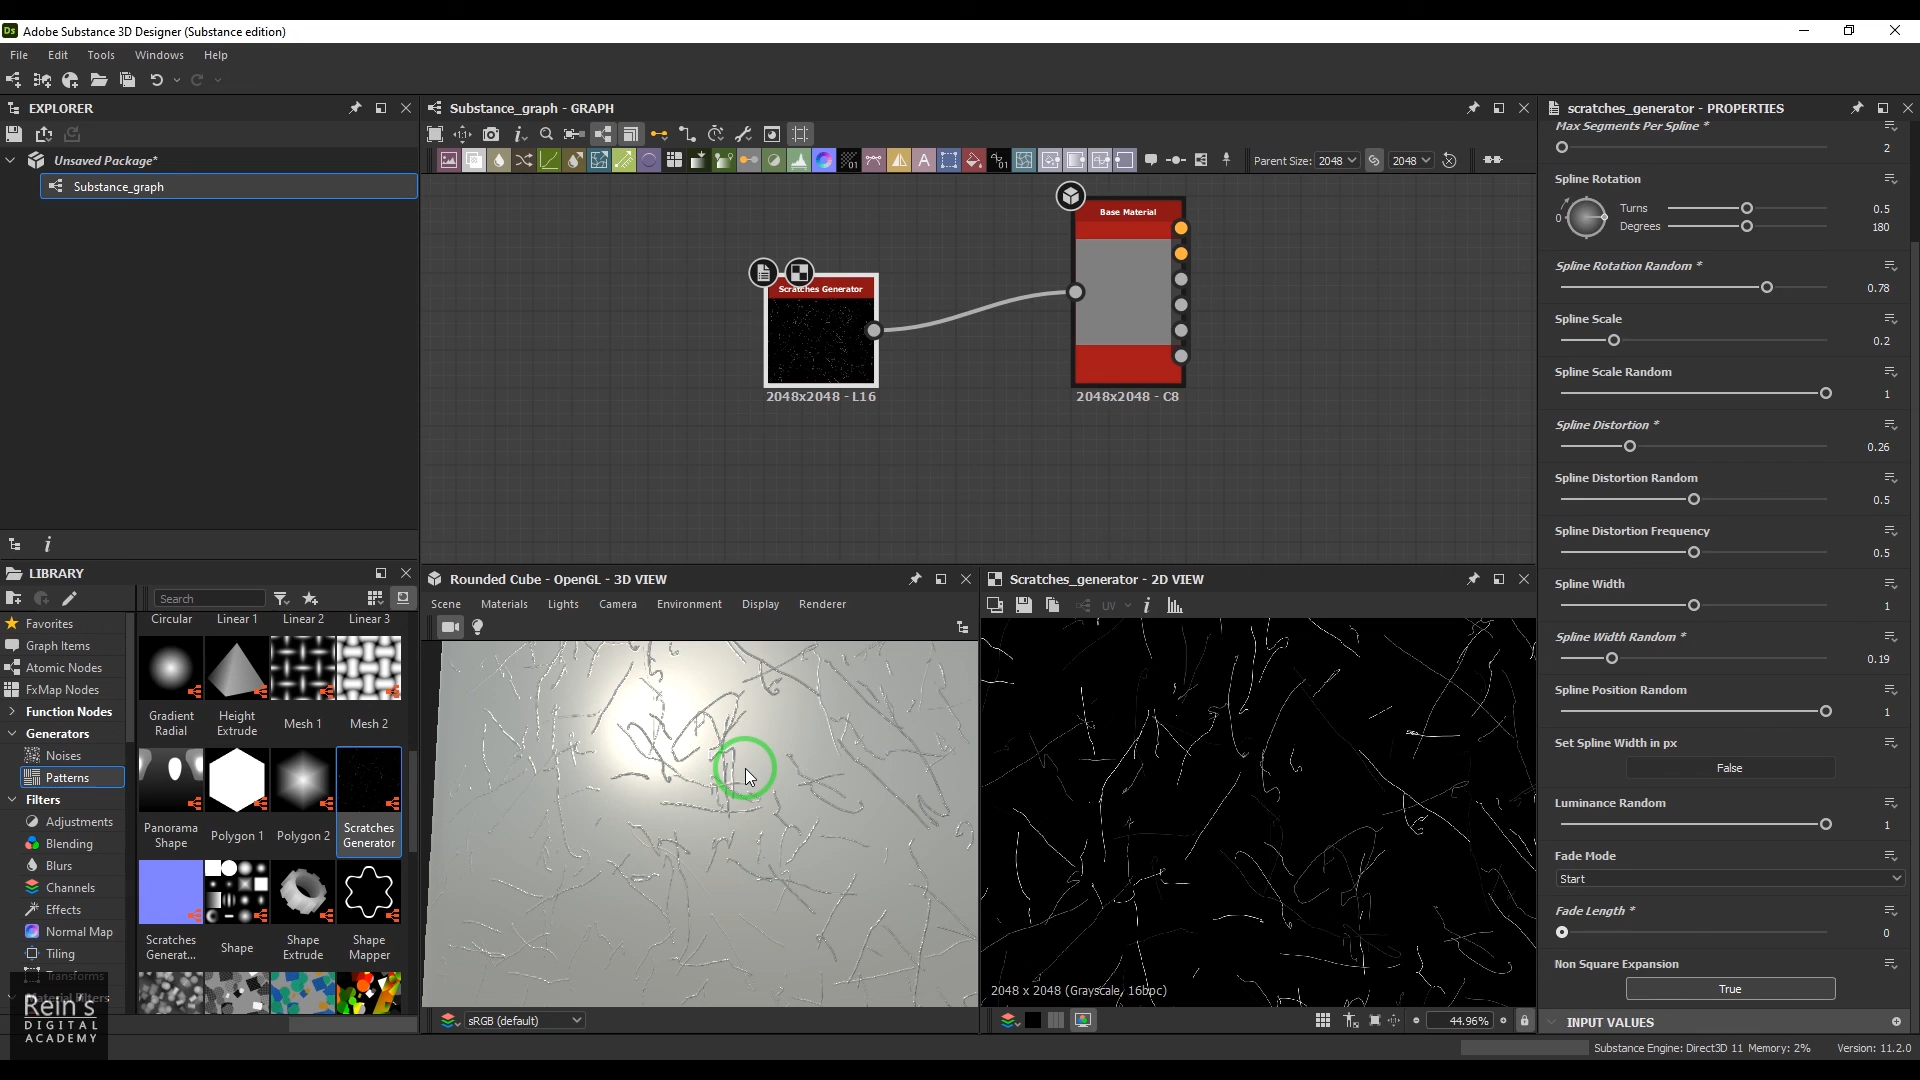 Adobe Substance 3D Designer (Substance edition)
File Edit Tools Windows Help
EXPLORER
Unsaved Package*
Substance_graph
Substance_graph - GRAPH
Parent Size: 2048 2048
Scratches Generator
2048x2048 - L16
Base Material
2048x2048 - C8
LIBRARY
Search
Favorites
Graph Items
Atomic Nodes
FxMap Nodes
Function Nodes
Generators
Noises
Patterns
Filters
Adjustments
Blending
Blurs
Channels
Effects
Normal Map
Tiling
Transforms
Material Filters
Circular Linear 1 Linear 2 Linear 3
Gradient Radial
Height Extrude
Mesh 1
Mesh 2
Panorama Shape
Polygon 1
Polygon 2
Scratches Generator
Scratches Generat...
Shape
Shape Extrude
Shape Mapper
Rein's
DIGITAL
ACADEMY
Rounded Cube - OpenGL - 3D VIEW
Scene Materials Lights Camera Environment Display Renderer
sRGB (default)
Scratches_generator - 2D VIEW
UV
2048 x 2048 (Grayscale, 16bpc)
44.96%
scratches_generator - PROPERTIES
Max Segments Per Spline *
2
Spline Rotation
0 Turns 0.5
Degrees 180
Spline Rotation Random *
0.78
Spline Scale
0.2
Spline Scale Random
1
Spline Distortion *
0.26
Spline Distortion Random
0.5
Spline Distortion Frequency
0.5
Spline Width
1
Spline Width Random *
0.19
Spline Position Random
1
Set Spline Width in px
False
Luminance Random
1
Fade Mode
Start
Fade Length *
0
Non Square Expansion
True
INPUT VALUES
Substance Engine: Direct3D 11 Memory: 2% Version: 11.2.0